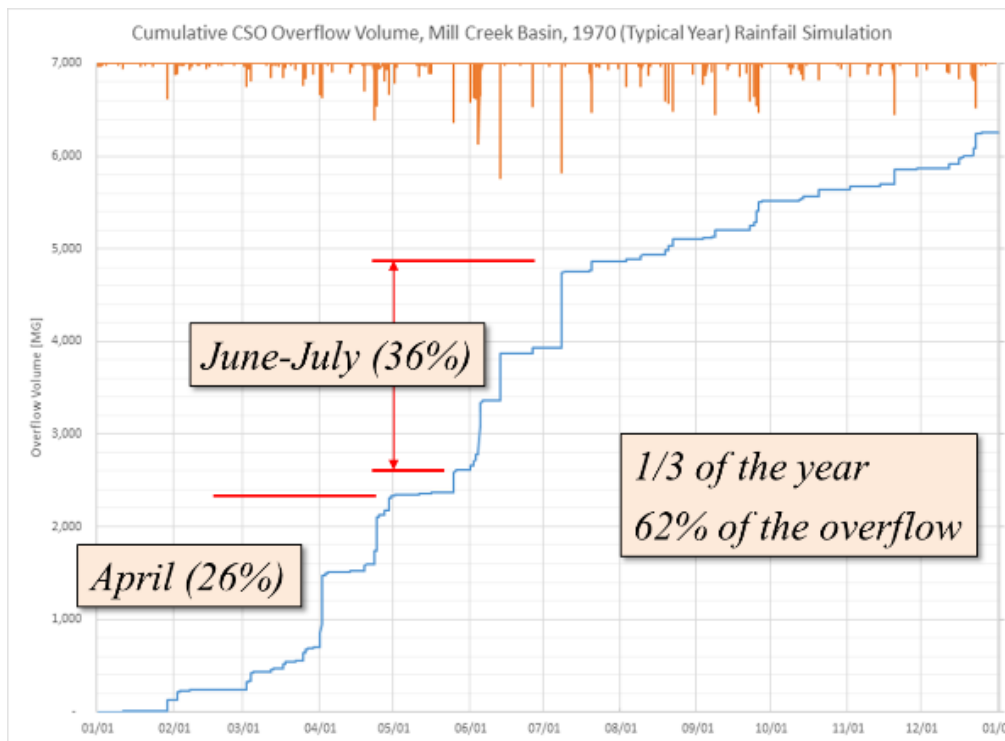 Cumulative CSO Overflow Volume, Mill Creek Basin, 1970 (Typical Year) Rainfail Simulation
7,000
6,000
5,000
4,000
3,000
2,000
1,000
-
Overflow Volume [MG]
June-July (36%)
1/3 of the year
62% of the overflow
April (26%)
01/01 02/01 03/01 04/01 05/01 06/01 07/01 08/01 09/01 10/01 11/01 12/01 01/0